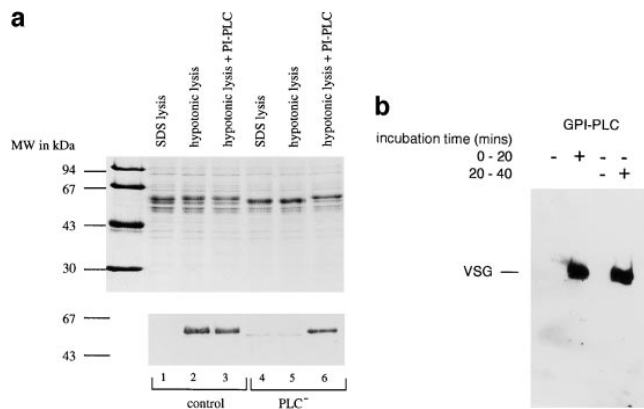 a
SDS lysis
hypotonic lysis
hypotonic lysis + PI-PLC
SDS lysis
hypotonic lysis
hypotonic lysis + PI-PLC
MW in kDa
94
67
43
30
67
43
1 2 3 4 5 6
control PLC⁻
b
GPI-PLC
incubation time (mins)
0 - 20 - + - -
20 - 40 - +
VSG